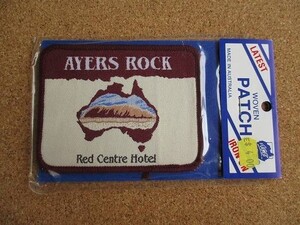 AYERS ROCK
Red Centre Hotel
LATEST
MADE IN AUSTRALIA
WOVEN
PATCH
IRON ON